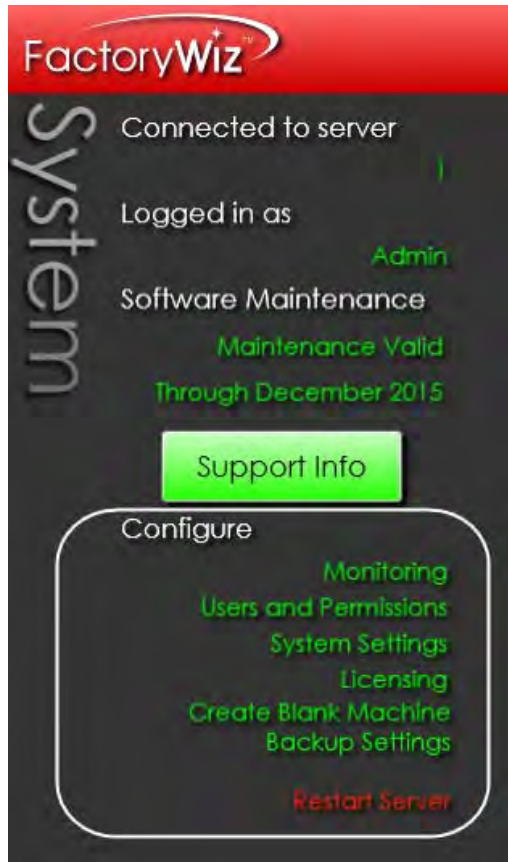 FactoryWiz™
System
Connected to server
)
Logged in as
Admin
Software Maintenance
Maintenance Valid
Through December 2015
Support Info
Configure
Monitoring
Users and Permissions
System Settings
Licensing
Create Blank Machine
Backup Settings
Restart Server